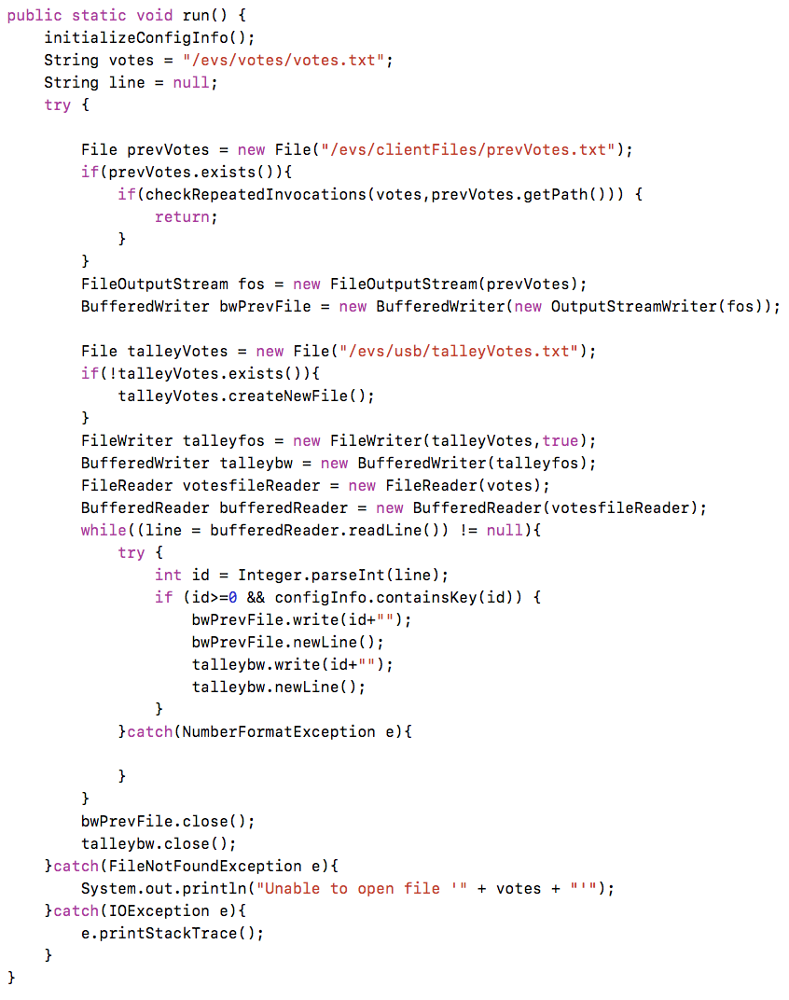 public static void run() {
    initializeConfigInfo();
    String votes = "/evs/votes/votes.txt";
    String line = null;
    try {

        File prevVotes = new File("/evs/clientFiles/prevVotes.txt");
        if(prevVotes.exists()){
            if(checkRepeatedInvocations(votes,prevVotes.getPath())) {
                return;
            }
        }
        FileOutputStream fos = new FileOutputStream(prevVotes);
        BufferedWriter bwPrevFile = new BufferedWriter(new OutputStreamWriter(fos));

        File talleyVotes = new File("/evs/usb/talleyVotes.txt");
        if(!talleyVotes.exists()){
            talleyVotes.createNewFile();
        }
        FileWriter talleyfos = new FileWriter(talleyVotes,true);
        BufferedWriter talleybw = new BufferedWriter(talleyfos);
        FileReader votesfileReader = new FileReader(votes);
        BufferedReader bufferedReader = new BufferedReader(votesfileReader);
        while((line = bufferedReader.readLine()) != null){
            try {
                int id = Integer.parseInt(line);
                if (id>=0 && configInfo.containsKey(id)) {
                    bwPrevFile.write(id+"");
                    bwPrevFile.newLine();
                    talleybw.write(id+"");
                    talleybw.newLine();
                }
            }catch(NumberFormatException e){

            }
        }
        bwPrevFile.close();
        talleybw.close();
    }catch(FileNotFoundException e){
        System.out.println("Unable to open file '" + votes + "'");
    }catch(IOException e){
        e.printStackTrace();
    }
}